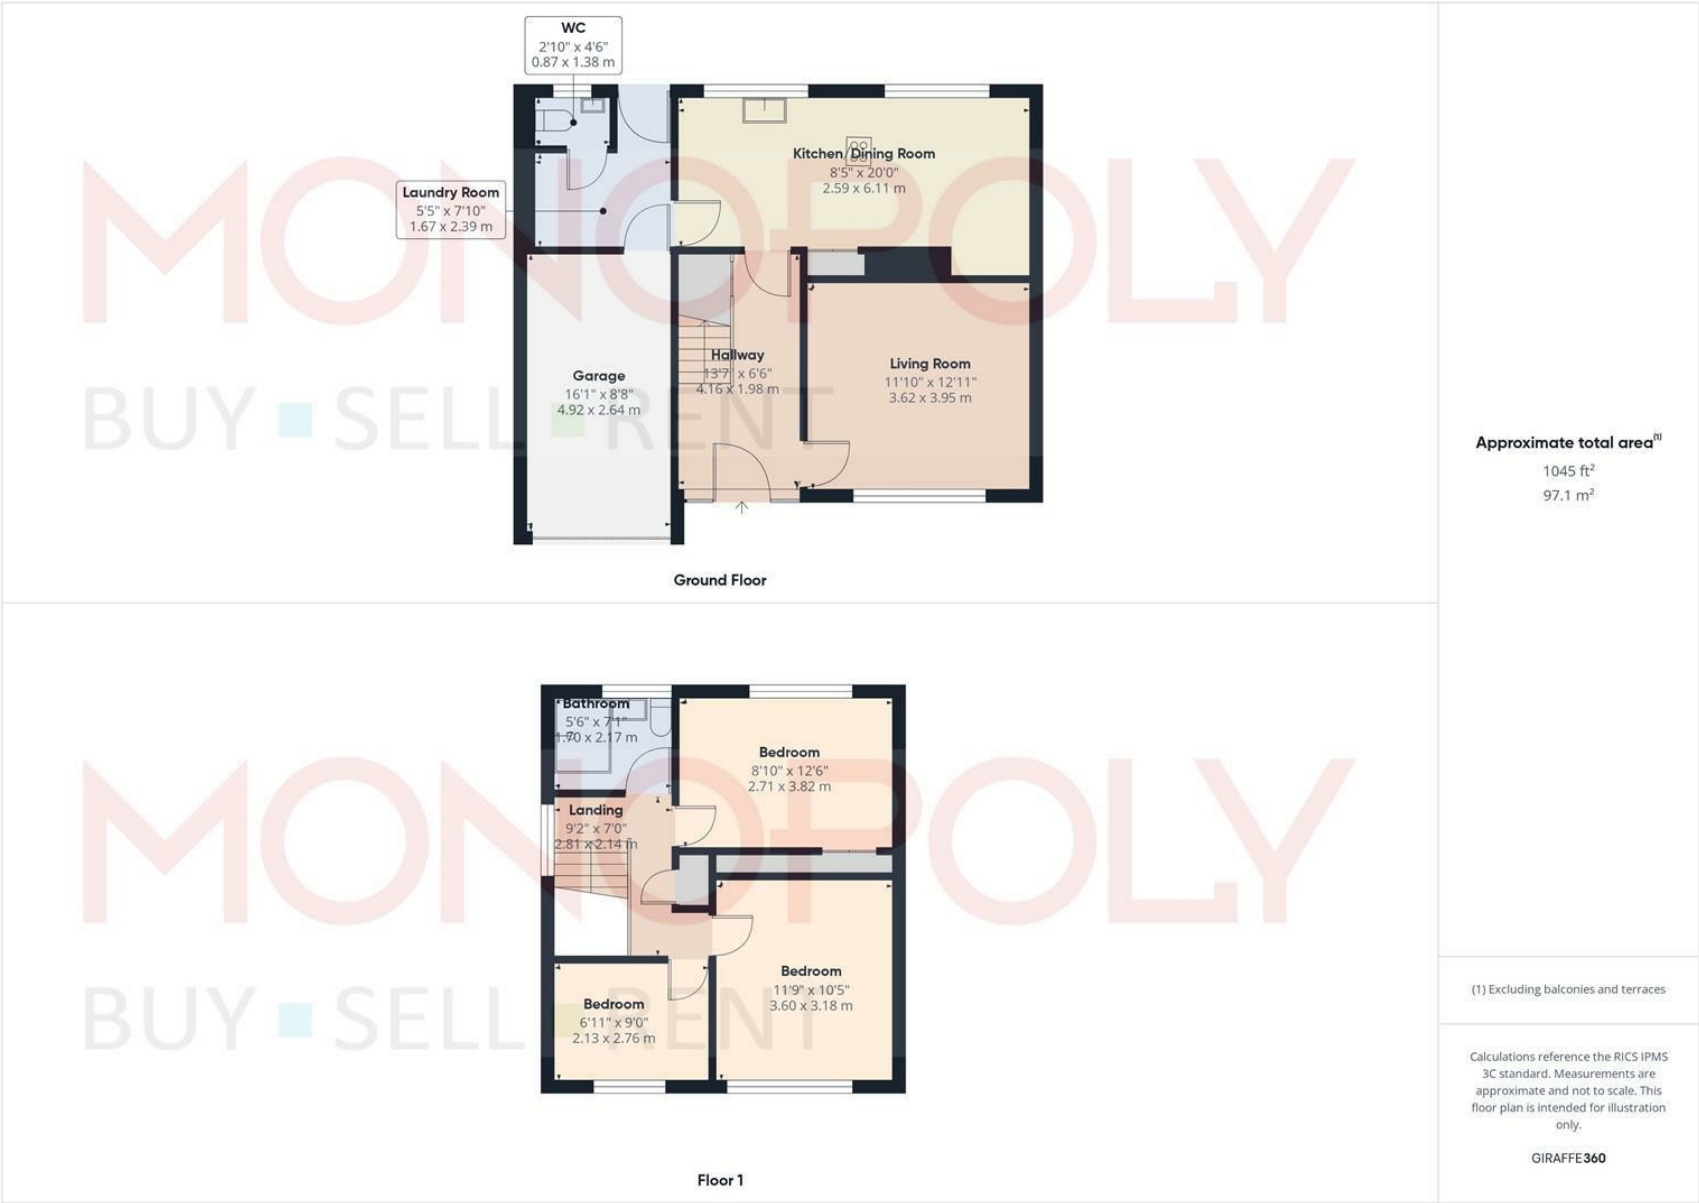 WC
2'10" x 4'6"
0.87 x 1.38 m
Laundry Room
5'5" x 7'10"
1.67 x 2.39 m
Kitchen/Dining Room
8'5" x 20'0"
2.59 x 6.11 m
Garage
16'1" x 8'8"
4.92 x 2.64 m
Hallway
13'7" x 6'6"
4.16 x 1.98 m
Living Room
11'10" x 12'11"
3.62 x 3.95 m
MONOPOLY
BUY SELL RENT
Ground Floor
Bathroom
5'6" x 7'1"
1.70 x 2.17 m
Bedroom
8'10" x 12'6"
2.71 x 3.82 m
Landing
9'2" x 7'0"
2.81 x 2.14 m
Bedroom
6'11" x 9'0"
2.13 x 2.76 m
Bedroom
11'9" x 10'5"
3.60 x 3.18 m
MONOPOLY
BUY SELL RENT
Floor 1
Approximate total area(1)
1045 ft²
97.1 m²
(1) Excluding balconies and terraces
Calculations reference the RICS IPMS
3C standard. Measurements are
approximate and not to scale. This
floor plan is intended for illustration
only.
GIRAFFE360